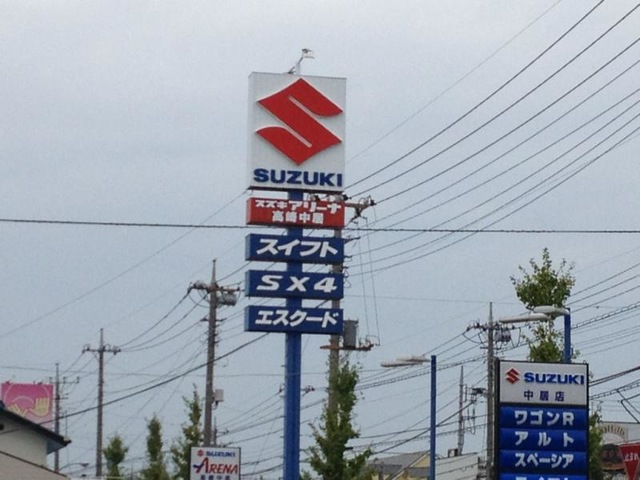 SUZUKI
スズキアリーナ
高崎中居
スイフト
SX4
エスクード
SUZUKI
中居店
ワゴンR
アルト
スペーシア
SUZUKI
ARENA